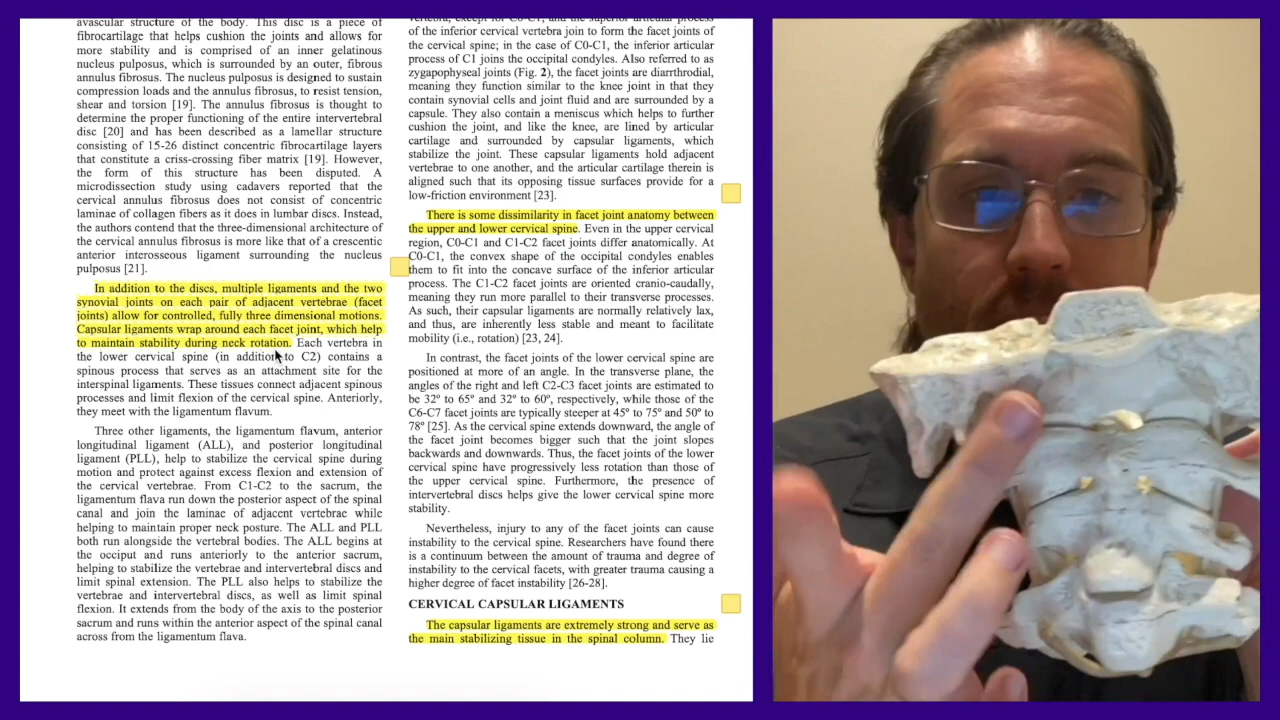 avascular structure of the body. This disc is a piece of
fibrocartilage that helps cushion the joints and allows for
more stability and is comprised of an inner gelatinous
nucleus pulposus, which is surrounded by an outer, fibrous
annulus fibrosus. The nucleus pulposus is designed to sustain
compression loads and the annulus fibrosus, to resist tension,
shear and torsion [19]. The annulus fibrosus is thought to
determine the proper functioning of the entire intervertebral
disc [20] and has been described as a lamellar structure
consisting of 15-26 distinct concentric fibrocartilage layers
that constitute a criss-crossing fiber matrix [19]. However,
the form of this structure has been disputed. A
microdissection study using cadavers reported that the
cervical annulus fibrosus does not consist of concentric
laminae of collagen fibers as it does in lumbar discs. Instead,
the authors contend that the three-dimensional architecture of
the cervical annulus fibrosus is more like that of a crescentic
anterior interosseous ligament surrounding the nucleus
pulposus [21].
In addition to the discs, multiple ligaments and the two
synovial joints on each pair of adjacent vertebrae (facet
joints) allow for controlled, fully three dimensional motions.
Capsular ligaments wrap around each facet joint, which help
to maintain stability during neck rotation. Each vertebra in
the lower cervical spine (in addition to C2) contains a
spinous process that serves as an attachment site for the
interspinal ligaments. These tissues connect adjacent spinous
processes and limit flexion of the cervical spine. Anteriorly,
they meet with the ligamentum flavum.
Three other ligaments, the ligamentum flavum, anterior
longitudinal ligament (ALL), and posterior longitudinal
ligament (PLL), help to stabilize the cervical spine during
motion and protect against excess flexion and extension of
the cervical vertebrae. From C1-C2 to the sacrum, the
ligamentum flava run down the posterior aspect of the spinal
canal and join the laminae of adjacent vertebrae while
helping to maintain proper neck posture. The ALL and PLL
both run alongside the vertebral bodies. The ALL begins at
the occiput and runs anteriorly to the anterior sacrum,
helping to stabilize the vertebrae and intervertebral discs and
limit spinal extension. The PLL also helps to stabilize the
vertebrae and intervertebral discs, as well as limit spinal
flexion. It extends from the body of the axis to the posterior
sacrum and runs within the anterior aspect of the spinal canal
across from the ligamentum flava.
vertebra, except for C0-C1, and the superior articular process
of the inferior cervical vertebra join to form the facet joints of
the cervical spine; in the case of C0-C1, the inferior articular
process of C1 joins the occipital condyles. Also referred to as
zygapophyseal joints (Fig. 2), the facet joints are diarrthrodial,
meaning they function similar to the knee joint in that they
contain synovial cells and joint fluid and are surrounded by a
capsule. They also contain a meniscus which helps to further
cushion the joint, and like the knee, are lined by articular
cartilage and surrounded by capsular ligaments, which
stabilize the joint. These capsular ligaments hold adjacent
vertebrae to one another, and the articular cartilage therein is
aligned such that its opposing tissue surfaces provide for a
low-friction environment [23].
There is some dissimilarity in facet joint anatomy between
the upper and lower cervical spine. Even in the upper cervical
region, C0-C1 and C1-C2 facet joints differ anatomically. At
C0-C1, the convex shape of the occipital condyles enables
them to fit into the concave surface of the inferior articular
process. The C1-C2 facet joints are oriented cranio-caudally,
meaning they run more parallel to their transverse processes.
As such, their capsular ligaments are normally relatively lax,
and thus, are inherently less stable and meant to facilitate
mobility (i.e., rotation) [23, 24].
In contrast, the facet joints of the lower cervical spine are
positioned at more of an angle. In the transverse plane, the
angles of the right and left C2-C3 facet joints are estimated to
be 32º to 65º and 32º to 60º, respectively, while those of the
C6-C7 facet joints are typically steeper at 45º to 75º and 50º to
78º [25]. As the cervical spine extends downward, the angle of
the facet joint becomes bigger such that the joint slopes
backwards and downwards. Thus, the facet joints of the lower
cervical spine have progressively less rotation than those of
the upper cervical spine. Furthermore, the presence of
intervertebral discs helps give the lower cervical spine more
stability.
Nevertheless, injury to any of the facet joints can cause
instability to the cervical spine. Researchers have found there
is a continuum between the amount of trauma and degree of
instability to the cervical facets, with greater trauma causing a
higher degree of facet instability [26-28].
CERVICAL CAPSULAR LIGAMENTS
The capsular ligaments are extremely strong and serve as
the main stabilizing tissue in the spinal column. They lie